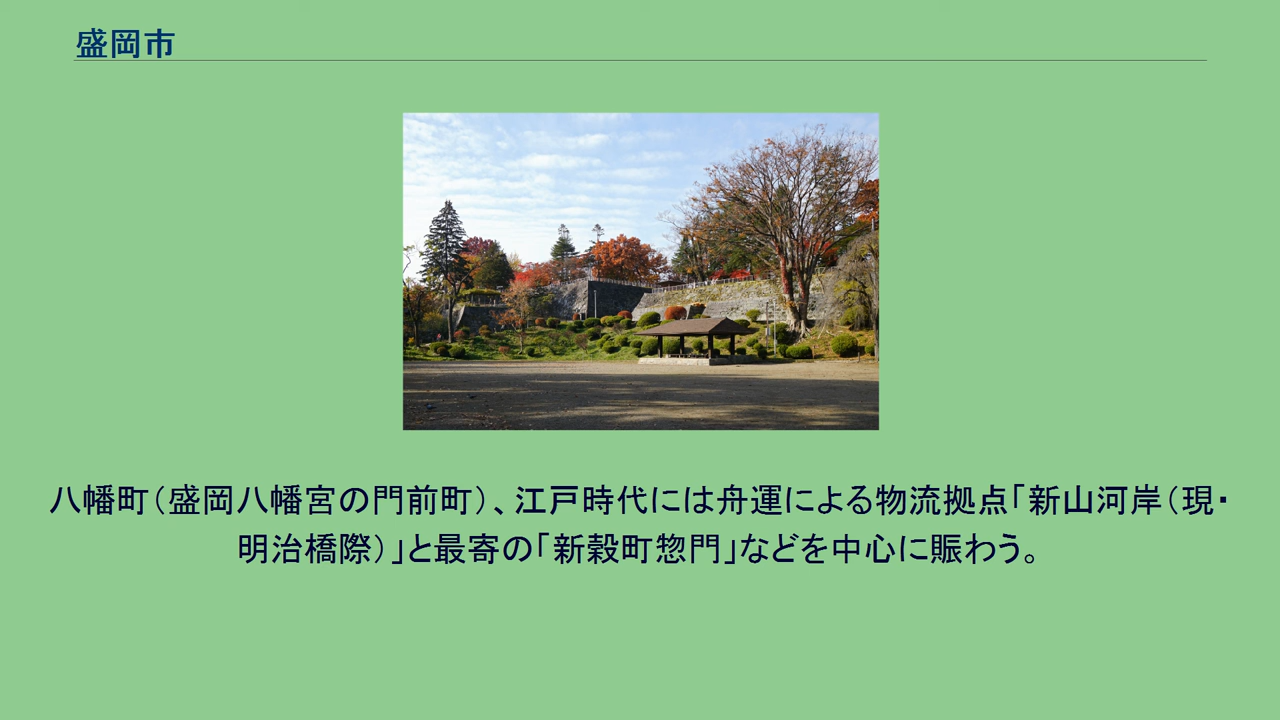 盛岡市
八幡町（盛岡八幡宮の門前町）、江戸時代には舟運による物流拠点「新山河岸（現・
明治橋際）」と最寄の「新穀町惣門」などを中心に賑わう。